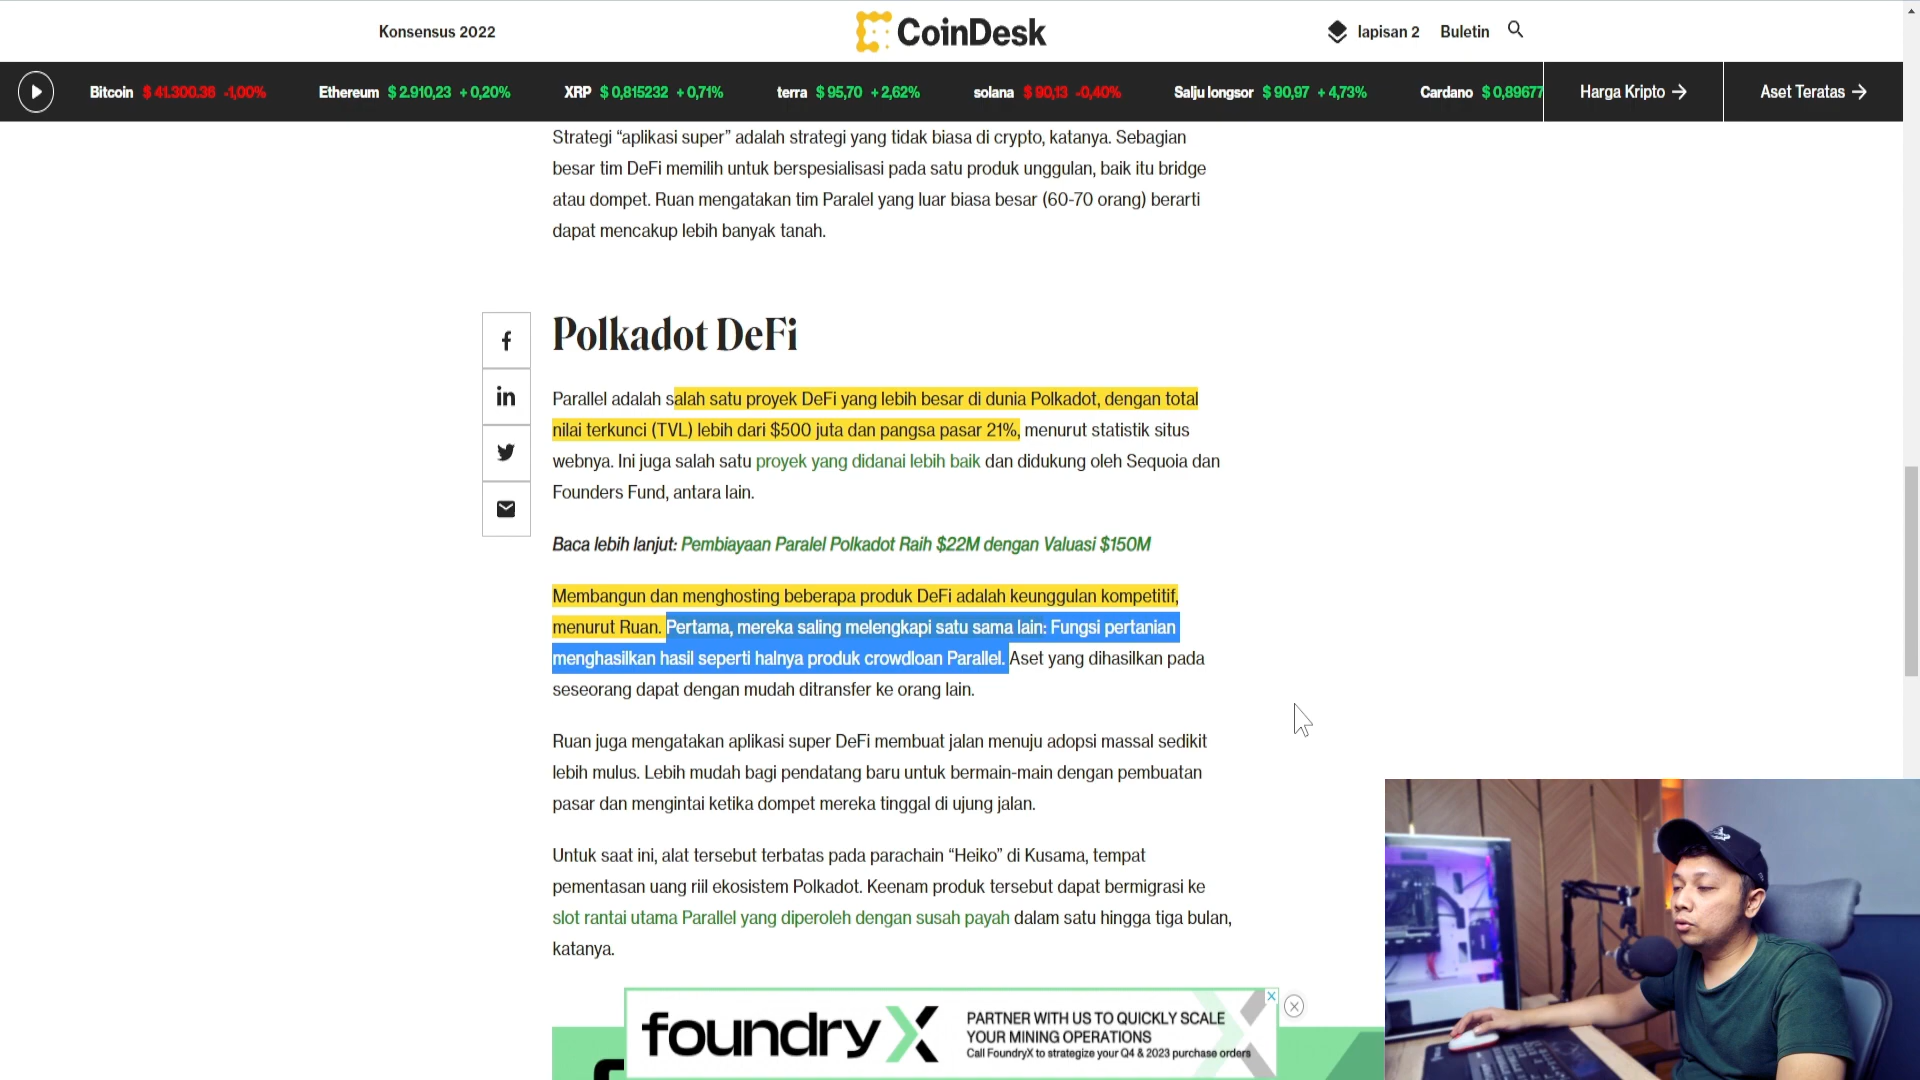 Konsensus 2022
CoinDesk
lapisan 2
Buletin
Bitcoin $ 41.300.36 -1,00%
Ethereum $ 2.910,23 + 0,20%
XRP $ 0,815232 + 0,71%
terra $ 95,70 + 2,62%
solana $ 90,13 -0,40%
Salju longsor $ 90,97 + 4,73%
Cardano $ 0,89677
Harga Kripto →
Aset Teratas →
Strategi “aplikasi super” adalah strategi yang tidak biasa di crypto, katanya. Sebagian
besar tim DeFi memilih untuk berspesialisasi pada satu produk unggulan, baik itu bridge
atau dompet. Ruan mengatakan tim Paralel yang luar biasa besar (60-70 orang) berarti
dapat mencakup lebih banyak tanah.
f
in
Polkadot DeFi
Parallel adalah salah satu proyek DeFi yang lebih besar di dunia Polkadot, dengan total
nilai terkunci (TVL) lebih dari $500 juta dan pangsa pasar 21%, menurut statistik situs
webnya. Ini juga salah satu proyek yang didanai lebih baik dan didukung oleh Sequoia dan
Founders Fund, antara lain.
Baca lebih lanjut: Pembiayaan Paralel Polkadot Raih $22M dengan Valuasi $150M
Membangun dan menghosting beberapa produk DeFi adalah keunggulan kompetitif,
menurut Ruan. Pertama, mereka saling melengkapi satu sama lain: Fungsi pertanian
menghasilkan hasil seperti halnya produk crowdloan Parallel. Aset yang dihasilkan pada
seseorang dapat dengan mudah ditransfer ke orang lain.
Ruan juga mengatakan aplikasi super DeFi membuat jalan menuju adopsi massal sedikit
lebih mulus. Lebih mudah bagi pendatang baru untuk bermain-main dengan pembuatan
pasar dan mengintai ketika dompet mereka tinggal di ujung jalan.
Untuk saat ini, alat tersebut terbatas pada parachain “Heiko” di Kusama, tempat
pementasan uang riil ekosistem Polkadot. Keenam produk tersebut dapat bermigrasi ke
slot rantai utama Parallel yang diperoleh dengan susah payah dalam satu hingga tiga bulan,
katanya.
foundryX
PARTNER WITH US TO QUICKLY SCALE
YOUR MINING OPERATIONS
Call FoundryX to strategize your Q4 & 2023 purchase orders